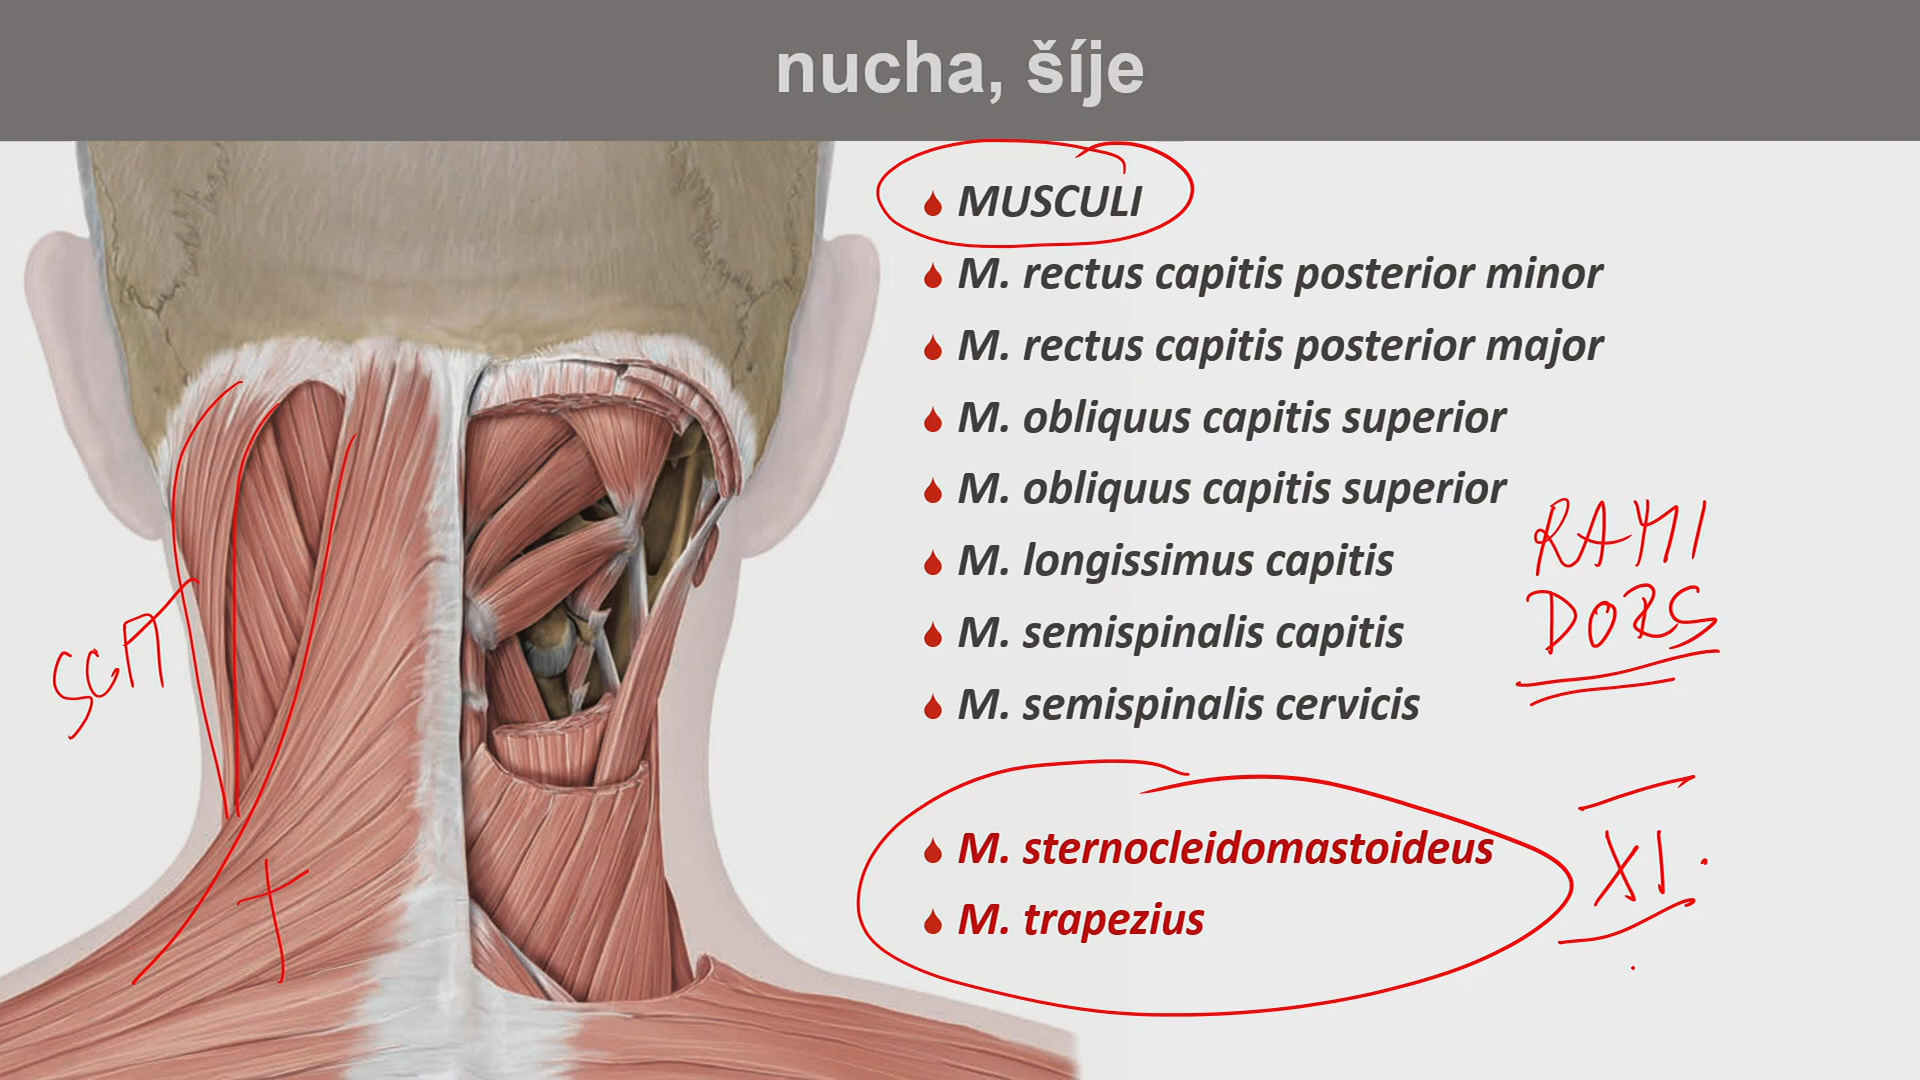 nucha, šíje
MUSCULI
M. rectus capitis posterior minor
M. rectus capitis posterior major
M. obliquus capitis superior
M. obliquus capitis superior
M. longissimus capitis
M. semispinalis capitis
M. semispinalis cervicis
RAMI
DORS
M. sternocleidomastoideus
M. trapezius
XI.
SCM
T